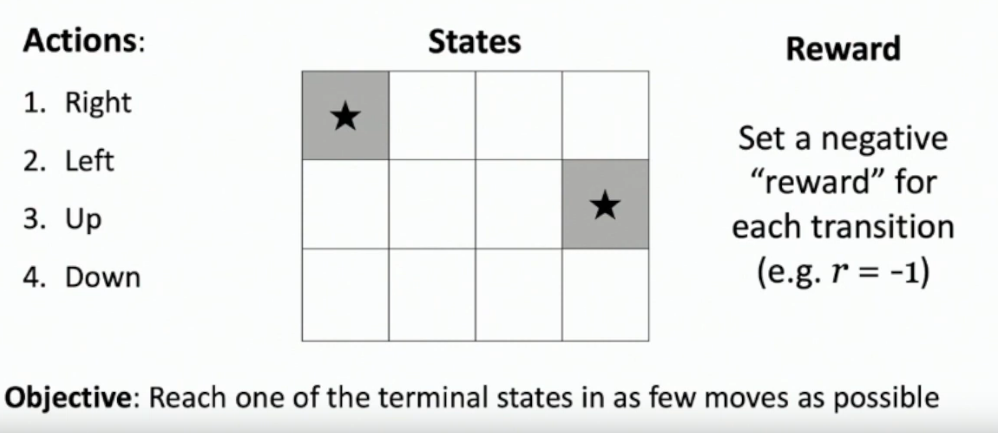 Actions:
1. Right
2. Left
3. Up
4. Down
States
★
★
Reward
Set a negative
“reward” for
each transition
(e.g. r = -1)
Objective: Reach one of the terminal states in as few moves as possible